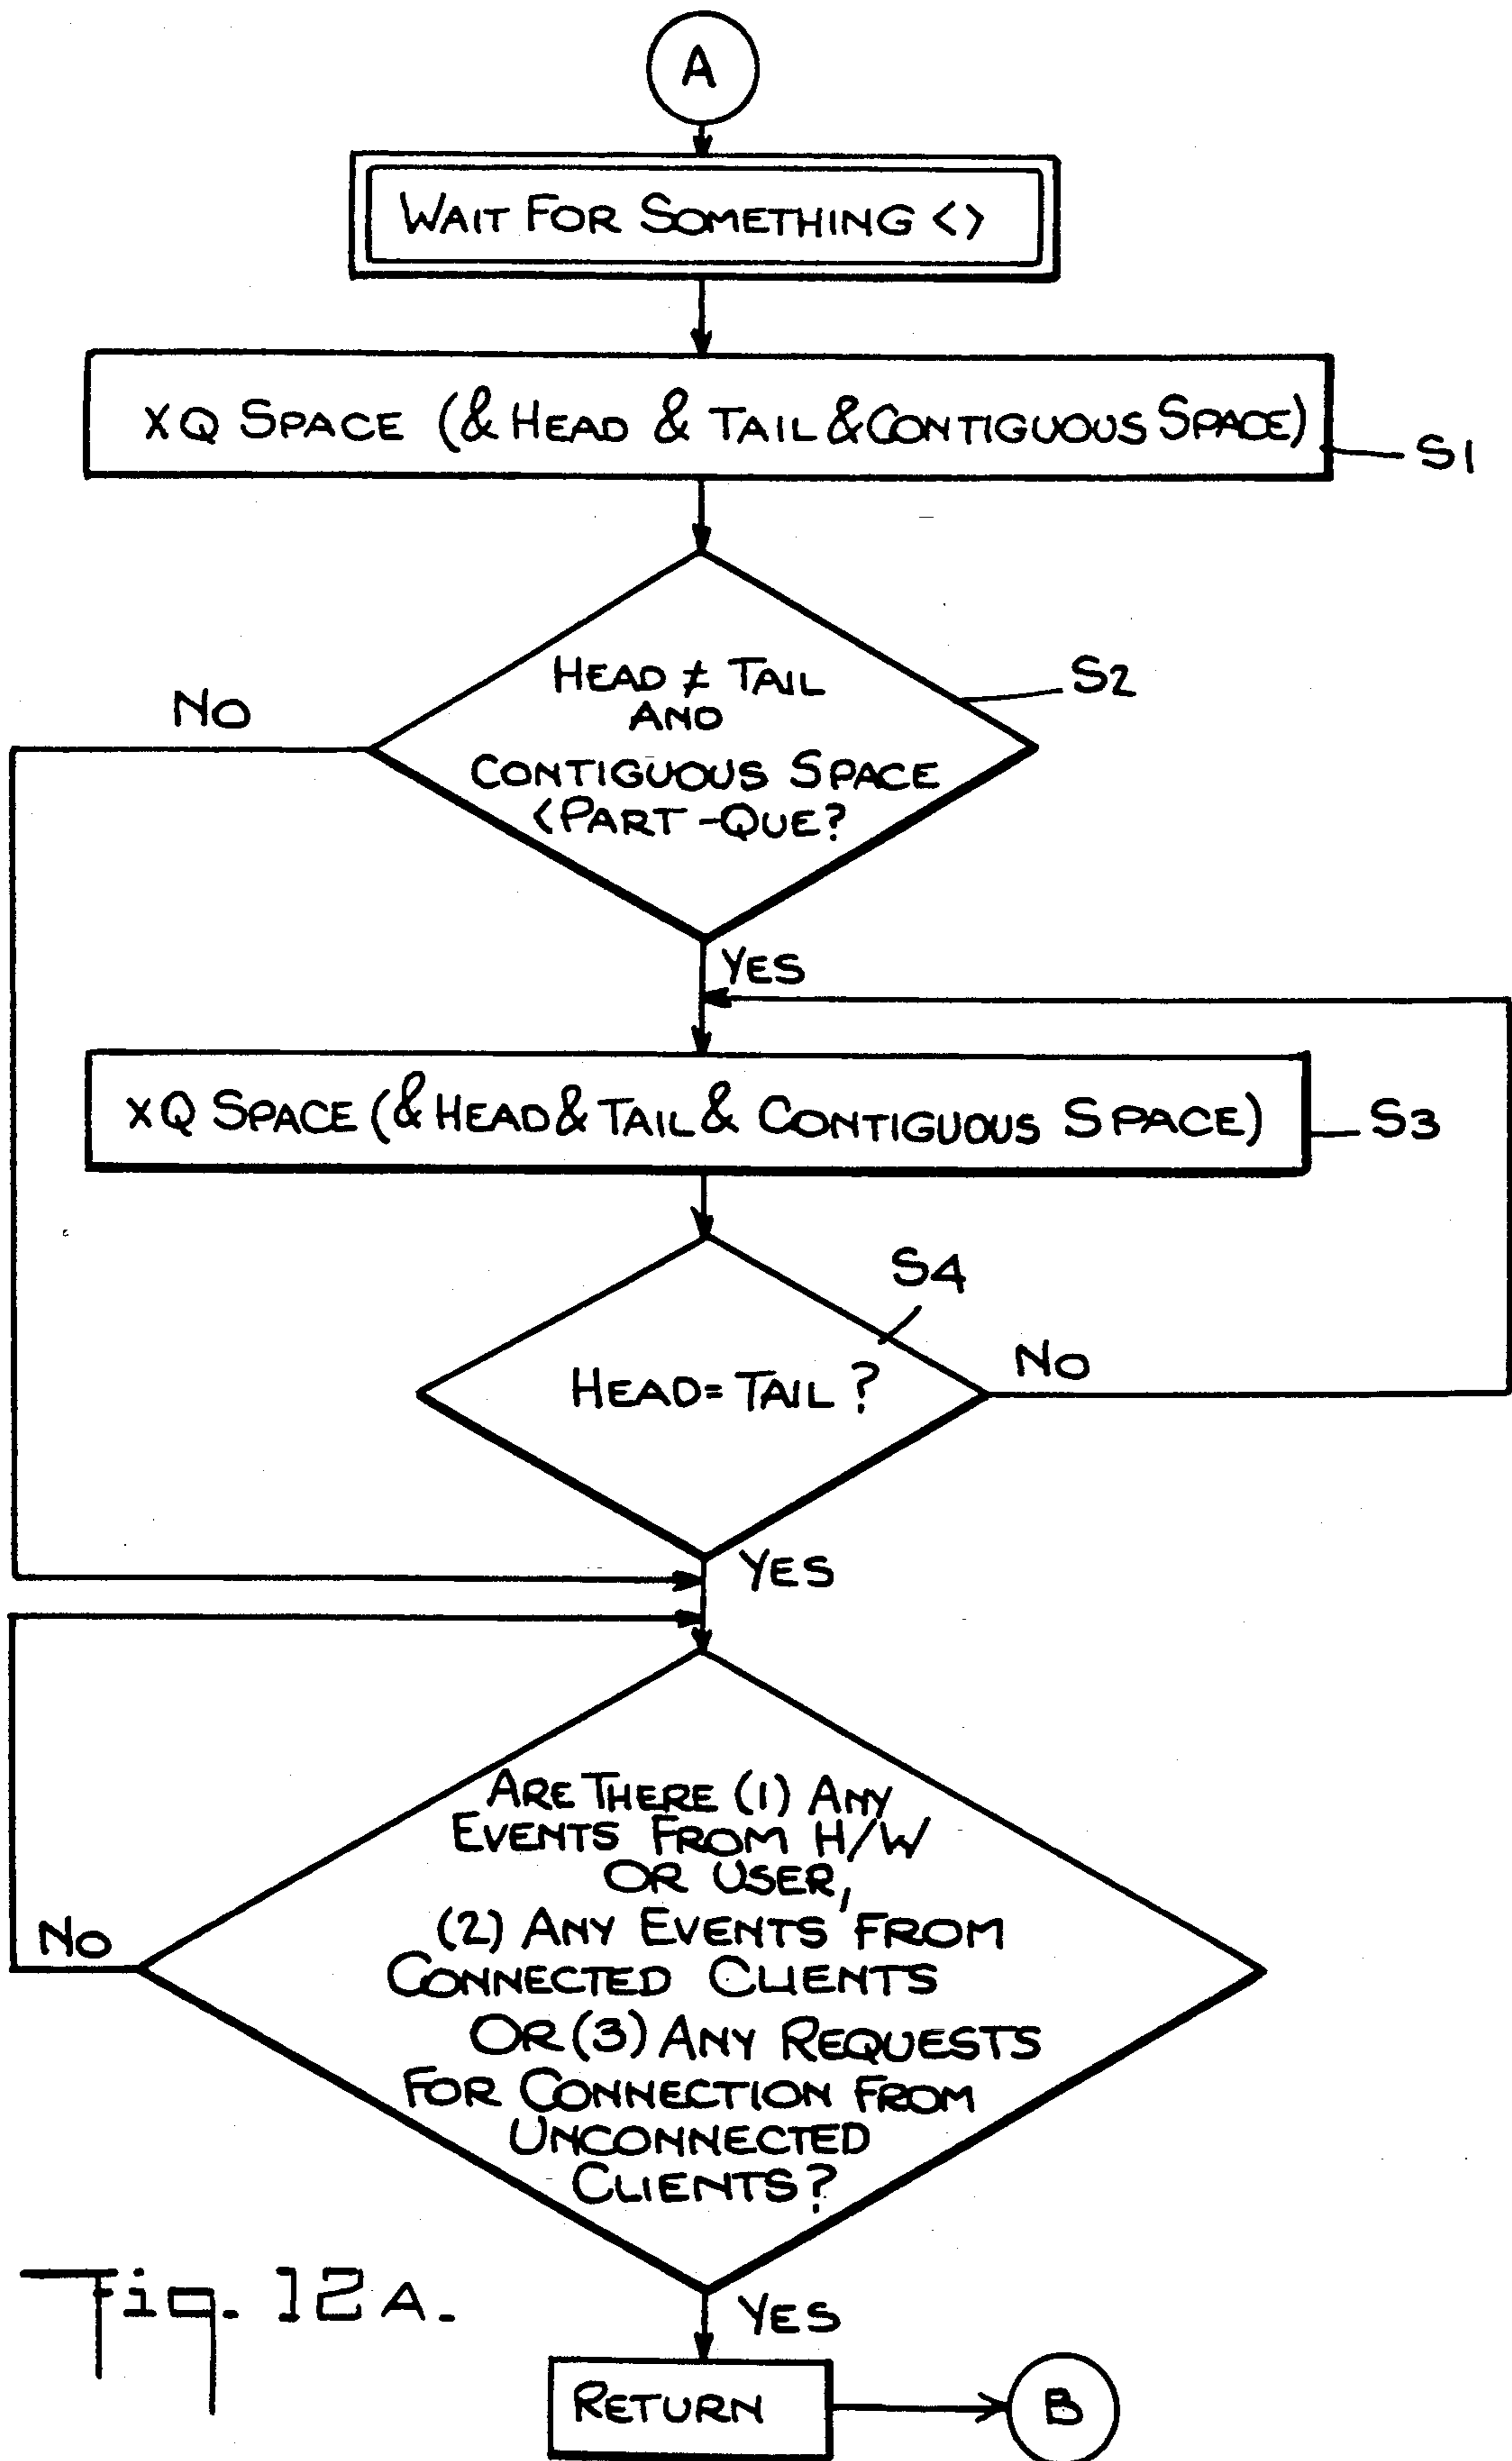 A
WAIT FOR SOMETHING <>
XQ SPACE (& HEAD & TAIL & CONTIGUOUS SPACE)
S1
HEAD ≠ TAIL
AND
CONTIGUOUS SPACE
<PART-QUE?
S2
NO
YES
XQ SPACE (& HEAD & TAIL & CONTIGUOUS SPACE)
S3
S4
HEAD = TAIL ?
NO
YES
ARE THERE (1) ANY
EVENTS FROM H/W
OR USER,
(2) ANY EVENTS FROM
CONNECTED CLIENTS
OR (3) ANY REQUESTS
FOR CONNECTION FROM
UNCONNECTED
CLIENTS?
NO
YES
RETURN
B
Fig. 12A.